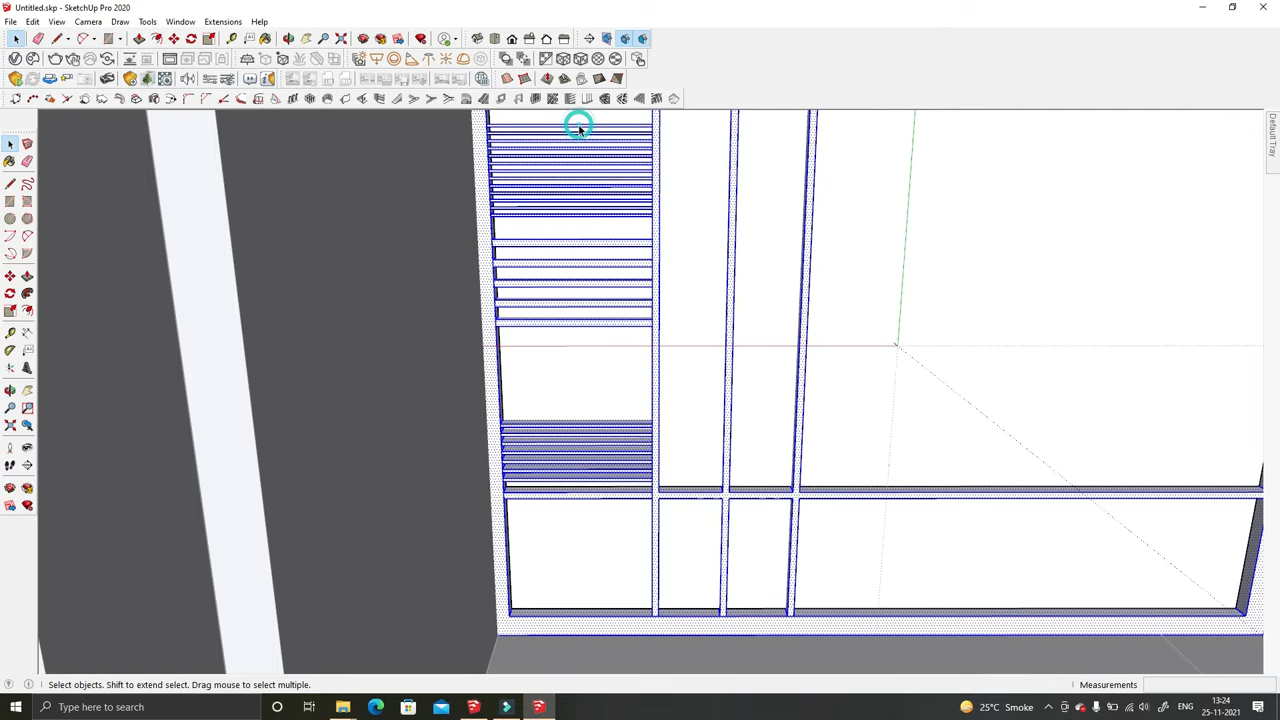 Untitled.skp - SketchUp Pro 2020
File Edit View Camera Draw Tools Window Extensions Help
Default Tray
Select objects. Shift to extend select. Drag mouse to select multiple.
Measurements
Type here to search
25°C Smoke
ENG
13:24
25-11-2021